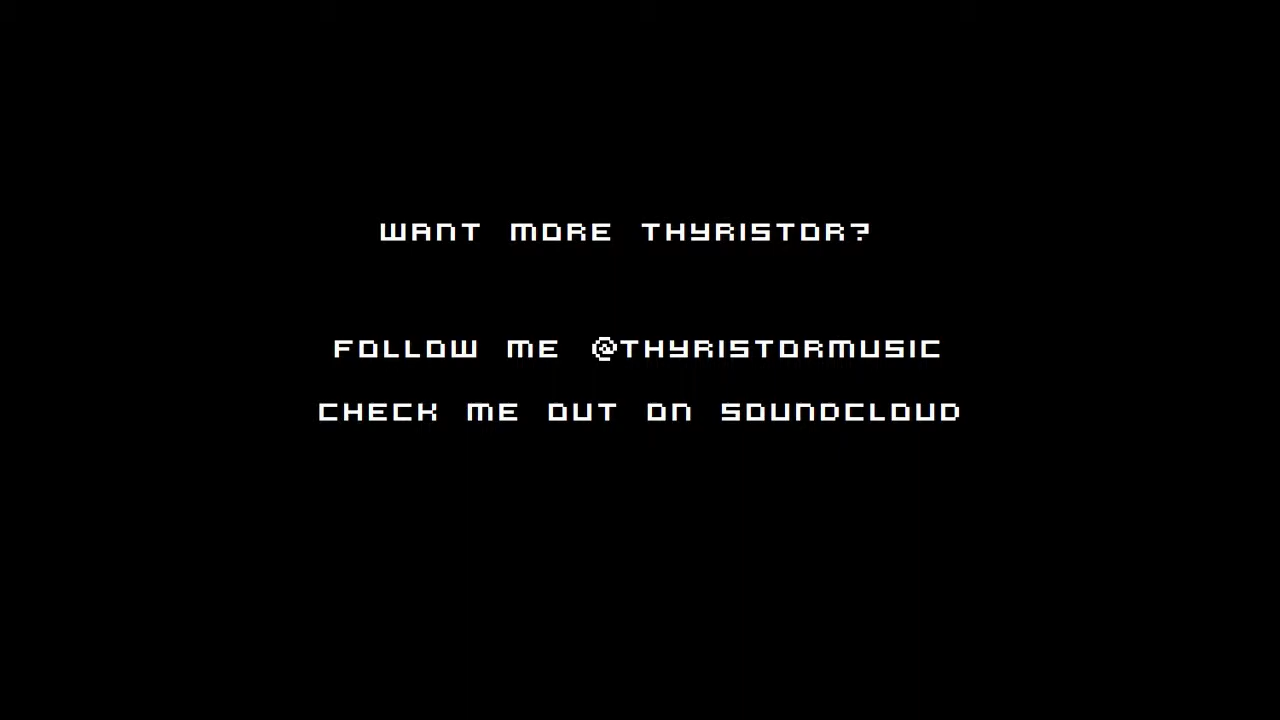 WANT MORE THYRISTOR?
FOLLOW ME @THYRISTORMUSIC
CHECK ME OUT ON SOUNDCLOUD